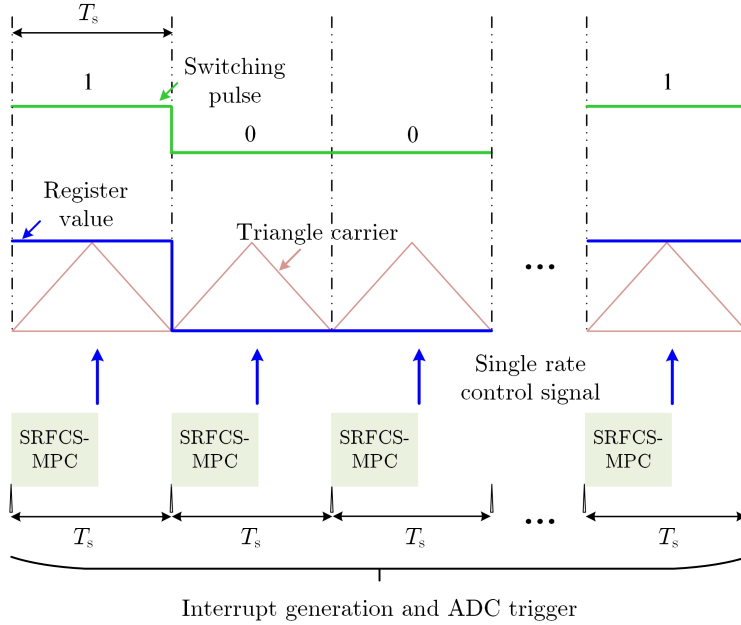 Tₛ
Switching
pulse
1
1
0
0
Register
value
Triangle carrier
...
Single rate
control signal
SRFCS-
MPC
SRFCS-
MPC
SRFCS-
MPC
SRFCS-
MPC
...
Tₛ
Tₛ
Tₛ
Tₛ
Interrupt generation and ADC trigger